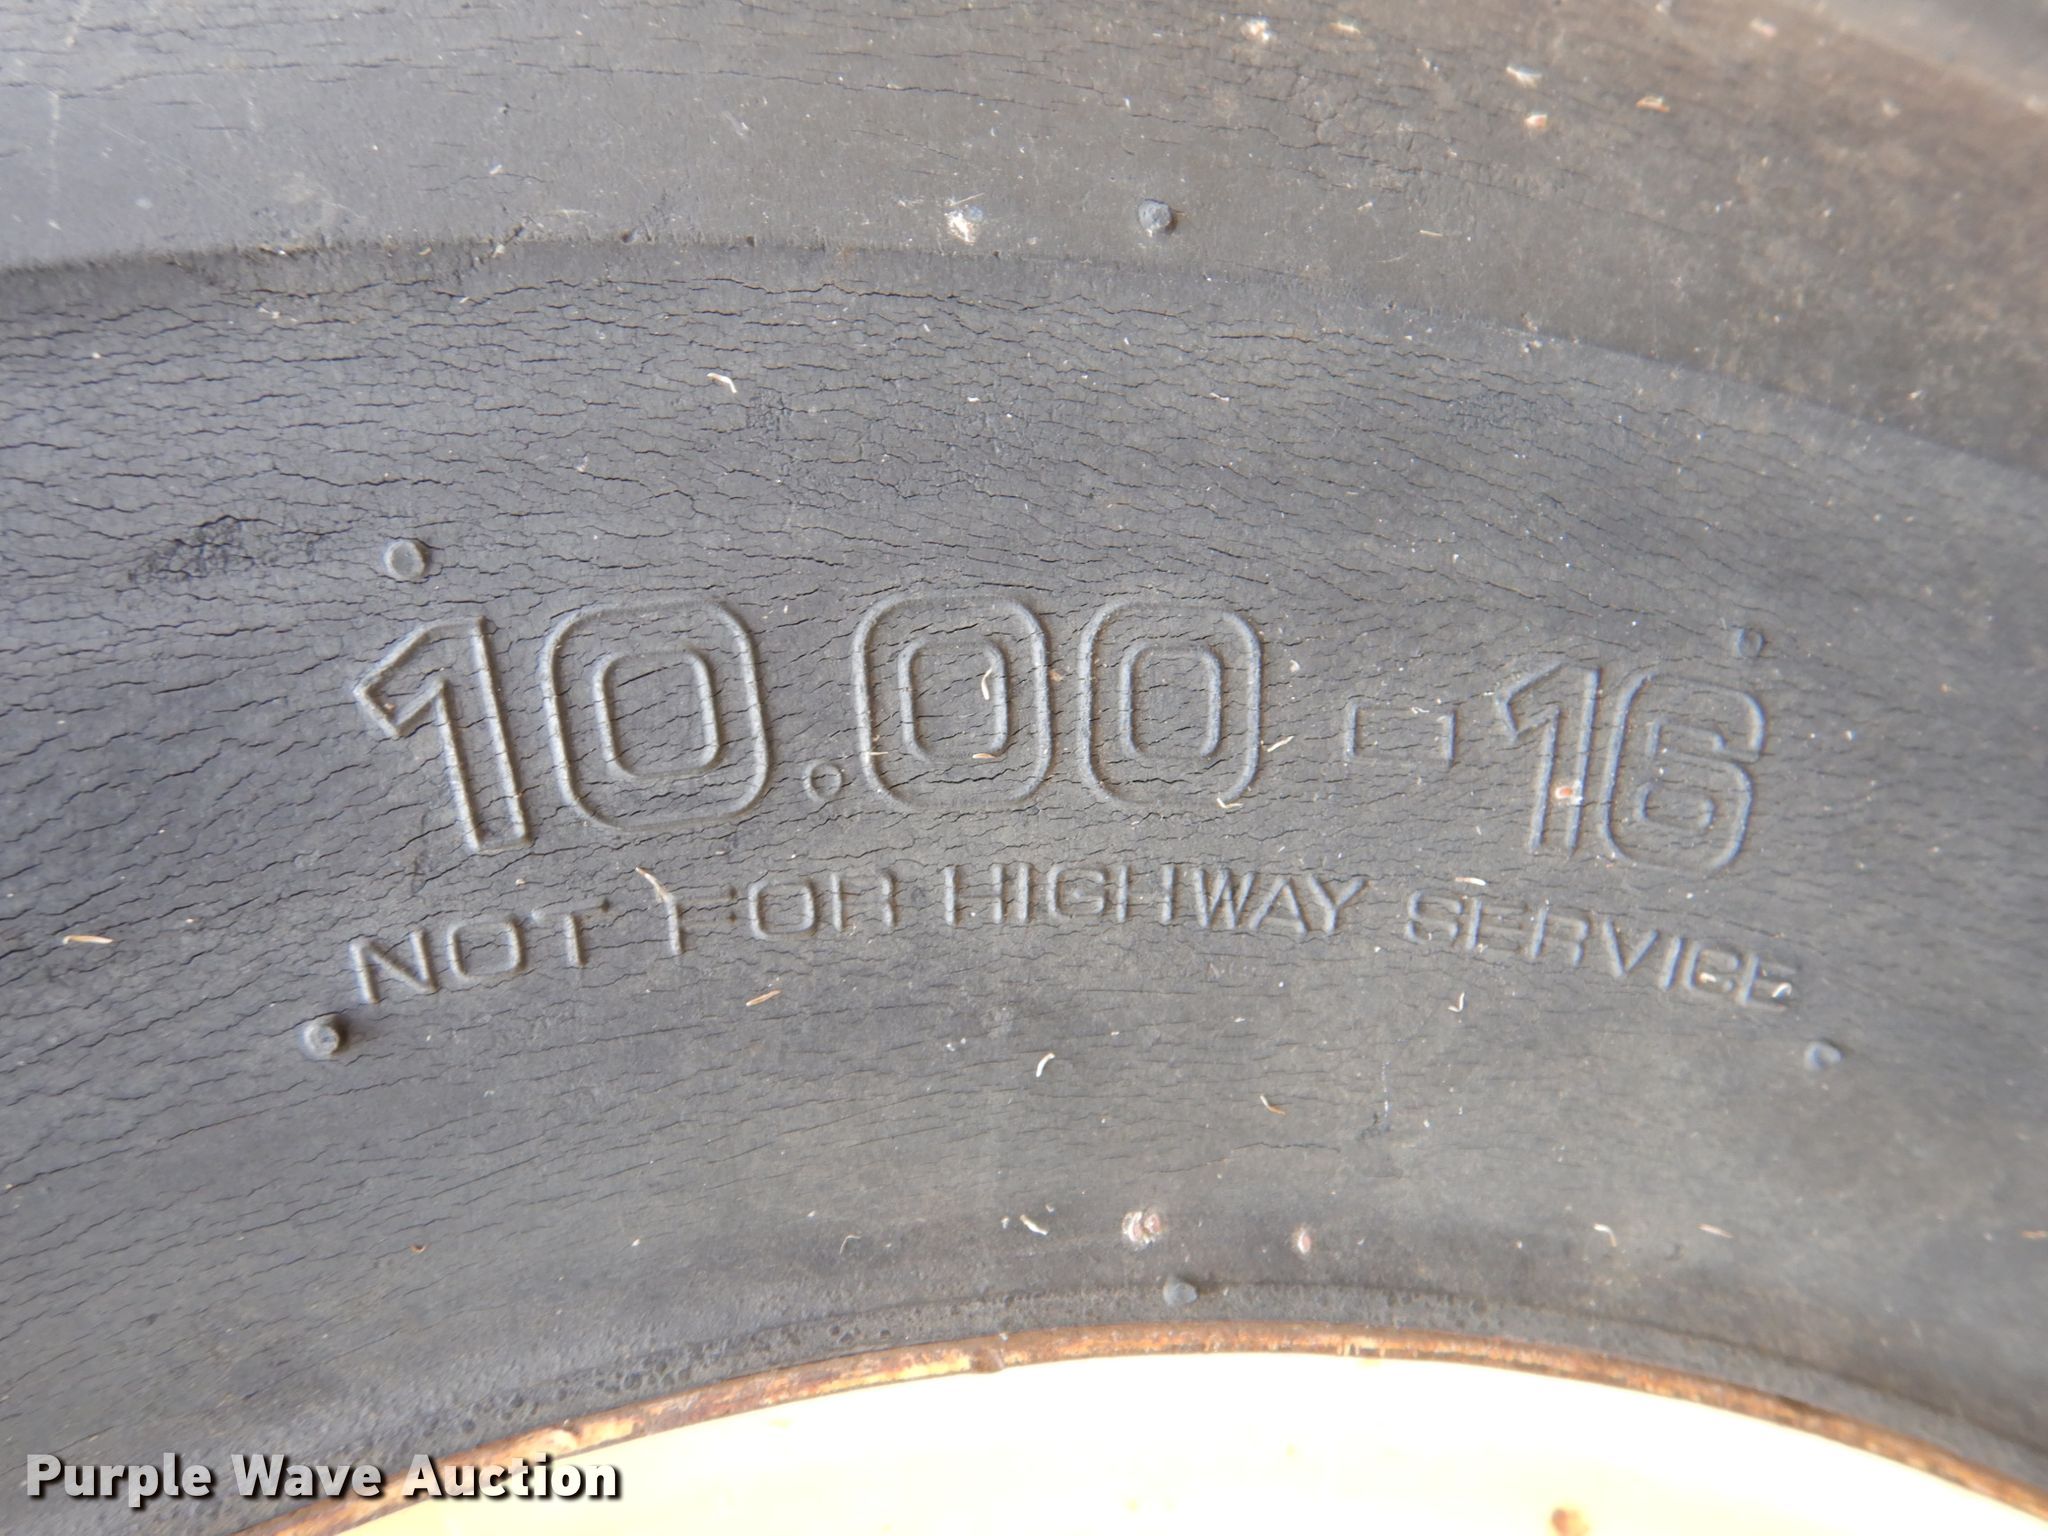 10.00 - 16
NOT FOR HIGHWAY SERVICE
Purple Wave Auction